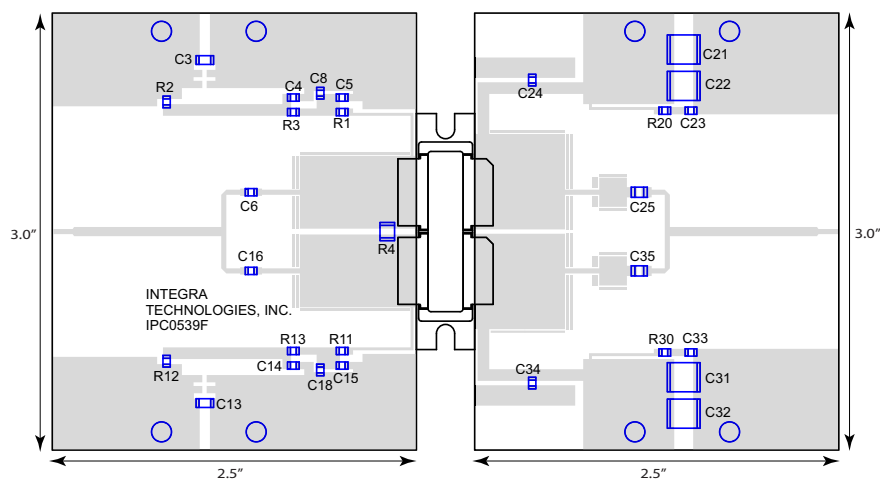 C3
C21
C8
C22
R2
C4
C5
C24
R3
R1
R20
C23
C6
C25
3.0"
R4
3.0"
C16
C35
INTEGRA
TECHNOLOGIES, INC.
IPC0539F
R13
R11
R30
C33
R12
C14
C18
C15
C34
C31
C13
C32
2.5"
2.5"